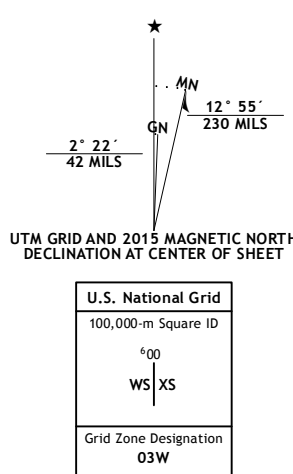 ★
MN
GN
12° 55´
230 MILS
2° 22´
42 MILS
UTM GRID AND 2015 MAGNETIC NORTH
DECLINATION AT CENTER OF SHEET
U.S. National Grid
100,000-m Square ID
⁶00
WS XS
Grid Zone Designation
03W